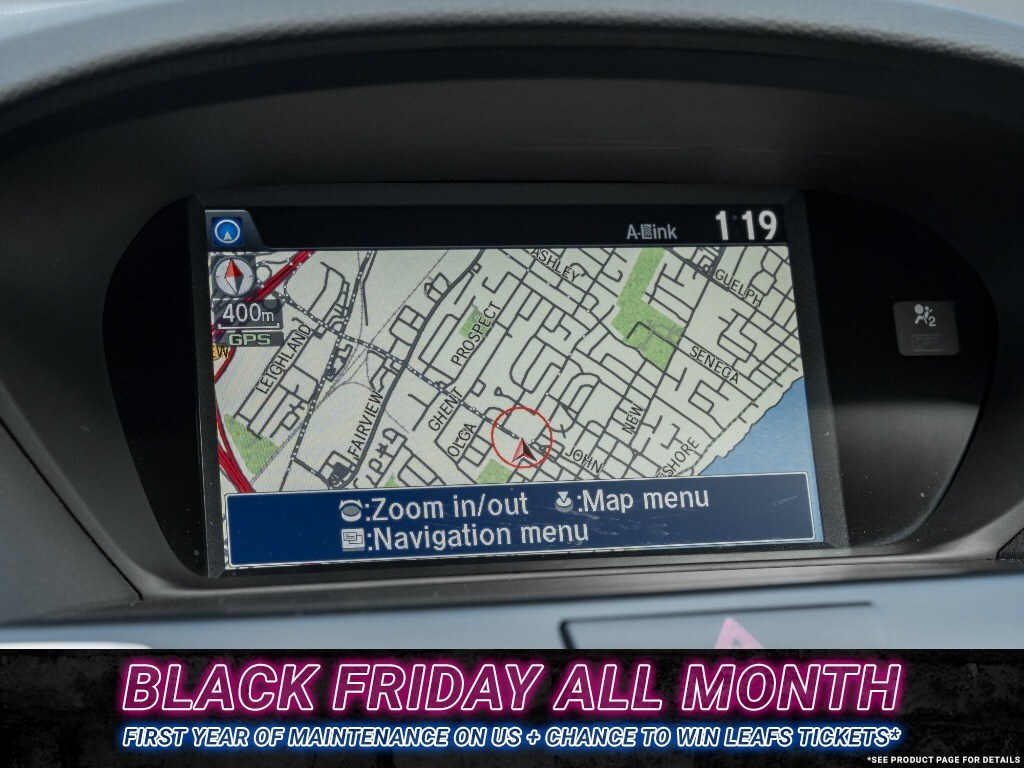 A-Link 1:19
ASHLEY
GUELPH
400m
GPS
LEIGHLAND
PROSPECT
SENECA
FAIRVIEW
GHENT
NEW
OLGA
JOHN
SHORE
:Zoom in/out :Map menu
:Navigation menu
2
BLACK FRIDAY ALL MONTH
FIRST YEAR OF MAINTENANCE ON US + CHANCE TO WIN LEAFS TICKETS*
*SEE PRODUCT PAGE FOR DETAILS